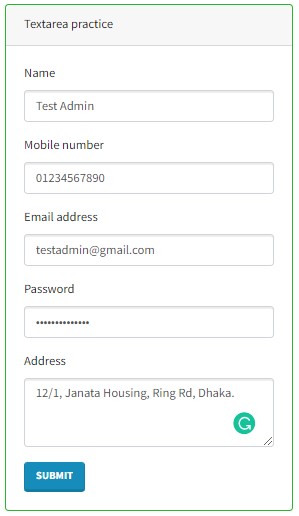 Textarea practice
Name
Test Admin
Mobile number
01234567890
Email address
testadmin@gmail.com
Password
••••••••••••••
Address
12/1, Janata Housing, Ring Rd, Dhaka.
SUBMIT